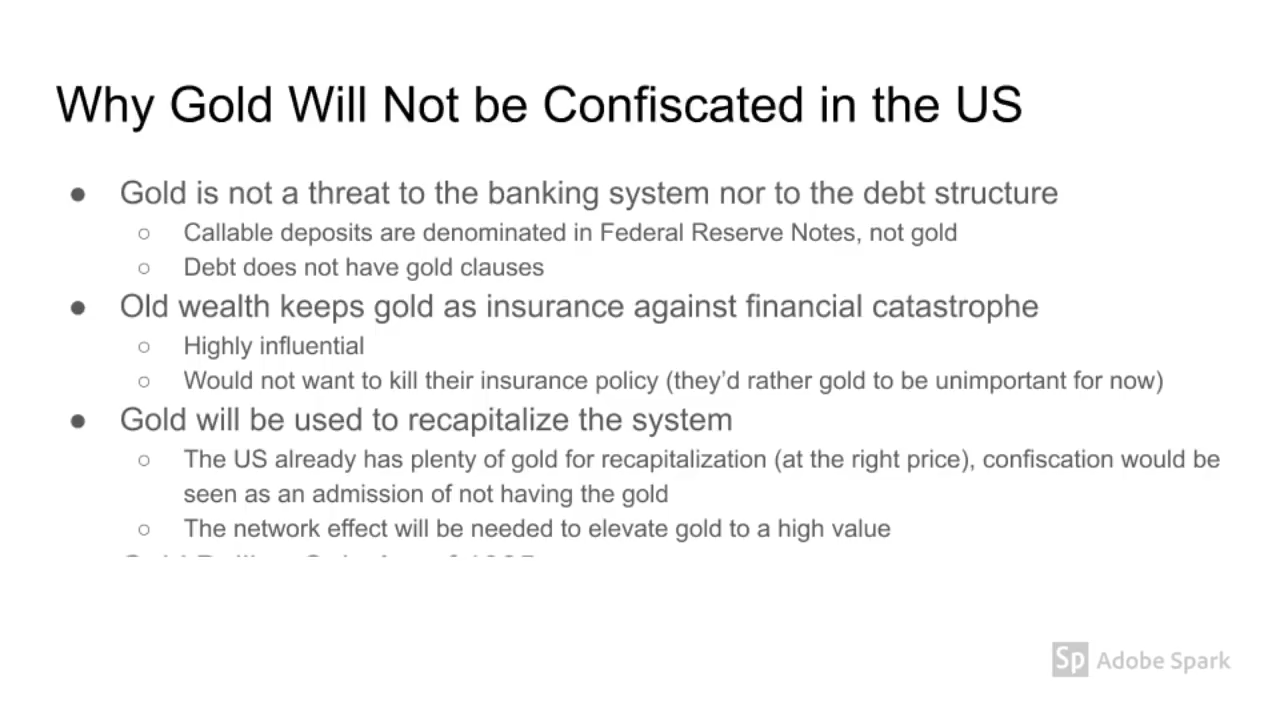 Why Gold Will Not be Confiscated in the US
● Gold is not a threat to the banking system nor to the debt structure
○ Callable deposits are denominated in Federal Reserve Notes, not gold
○ Debt does not have gold clauses
● Old wealth keeps gold as insurance against financial catastrophe
○ Highly influential
○ Would not want to kill their insurance policy (they’d rather gold to be unimportant for now)
● Gold will be used to recapitalize the system
○ The US already has plenty of gold for recapitalization (at the right price), confiscation would be
seen as an admission of not having the gold
○ The network effect will be needed to elevate gold to a high value
Sp Adobe Spark